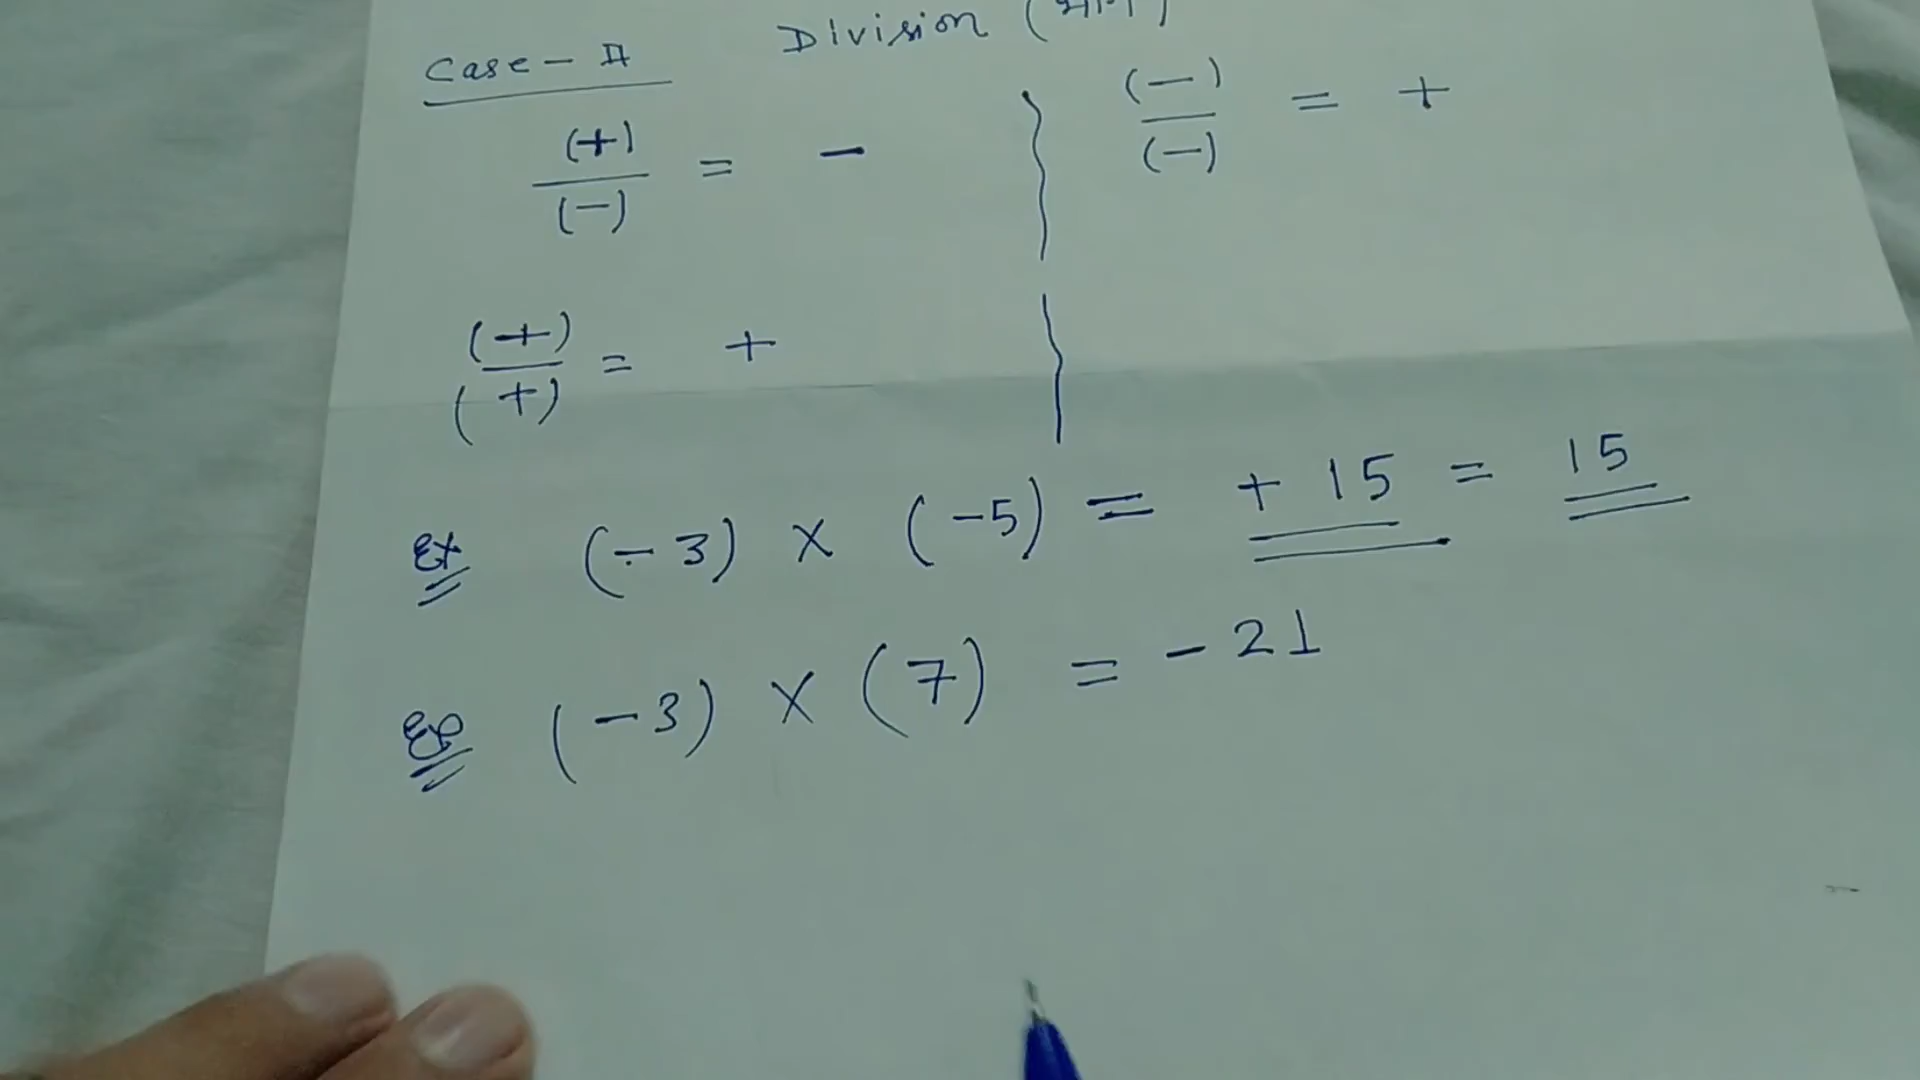 Case - II Division (
(+)/(-) = -
(-)/(-) = +
(+)/(+) = +
Ex (-3) × (-5) = + 15 = 15
Ex (-3) × (7) = - 21